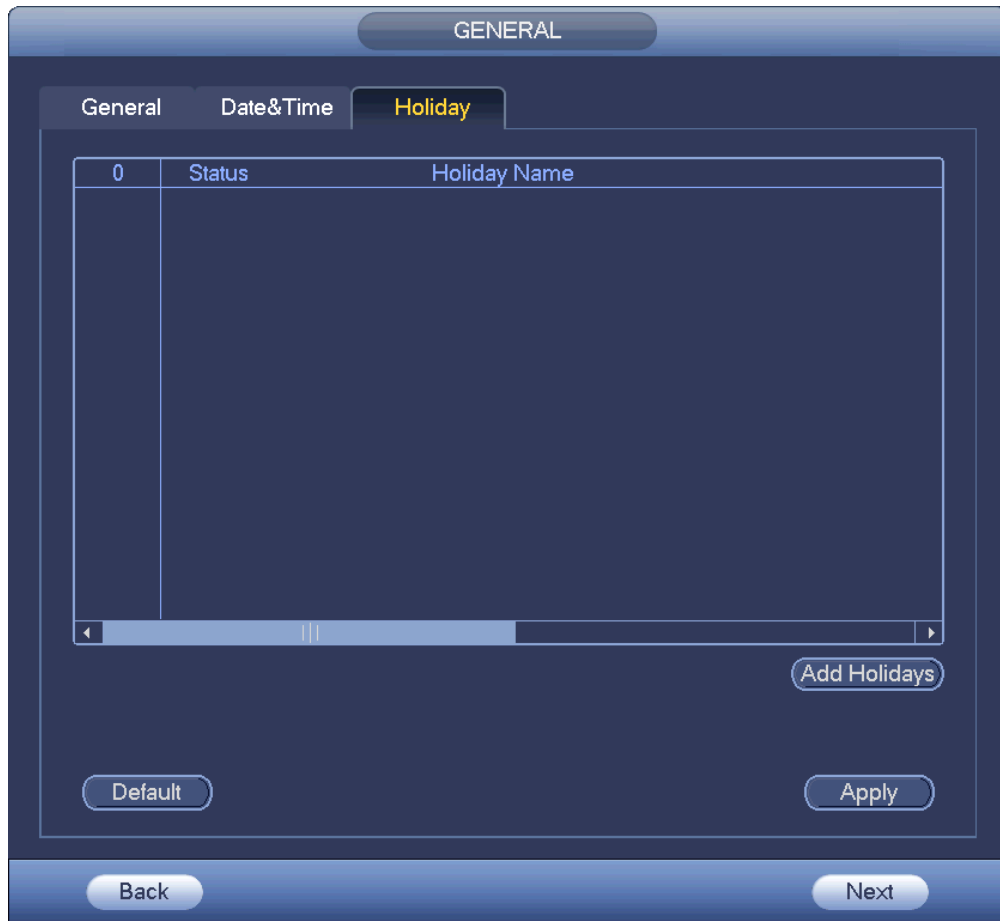 GENERAL
General Date&Time Holiday
0 Status Holiday Name
Add Holidays
Default Apply
Back Next